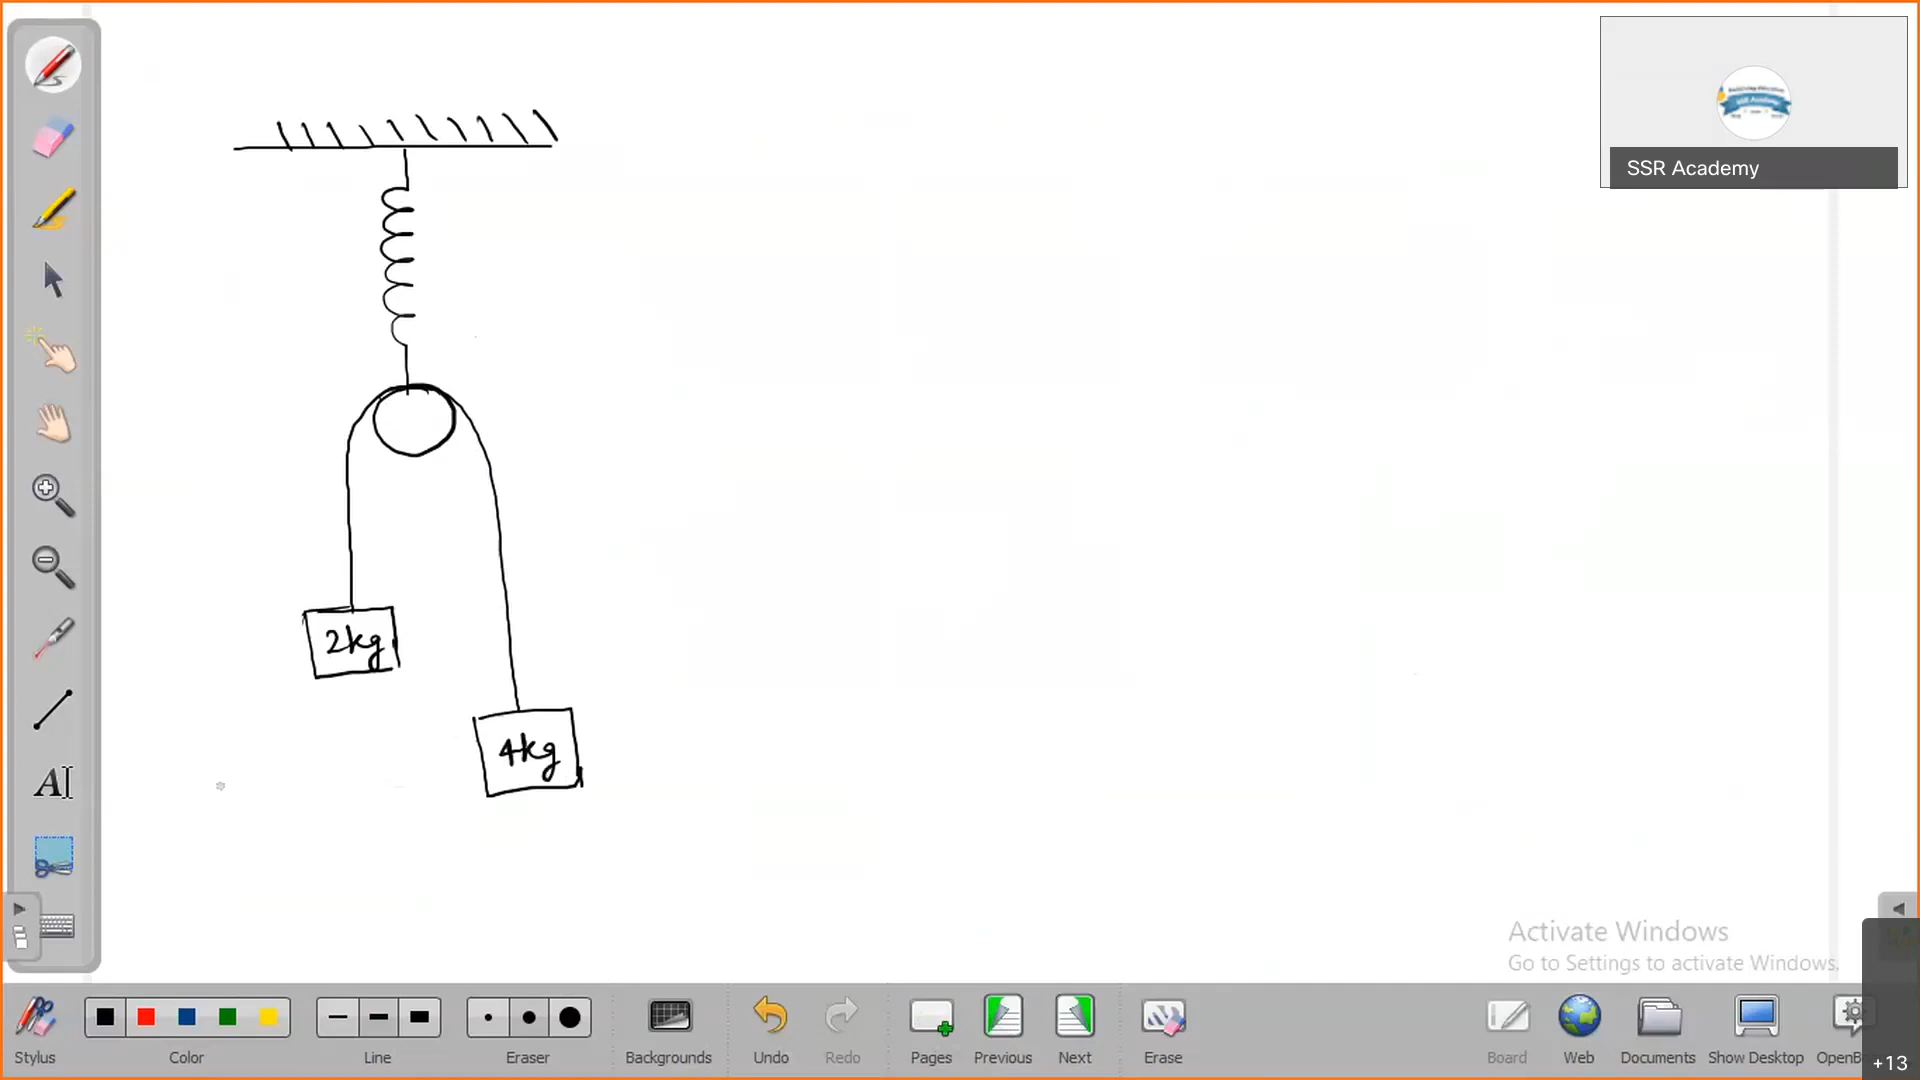 SSR Academy
2kg
4kg
Activate Windows
Go to Settings to activate Windows.
Stylus
Color
Line
Eraser
Backgrounds
Undo
Redo
Pages
Previous
Next
Erase
Board
Web
Documents
Show Desktop
+13